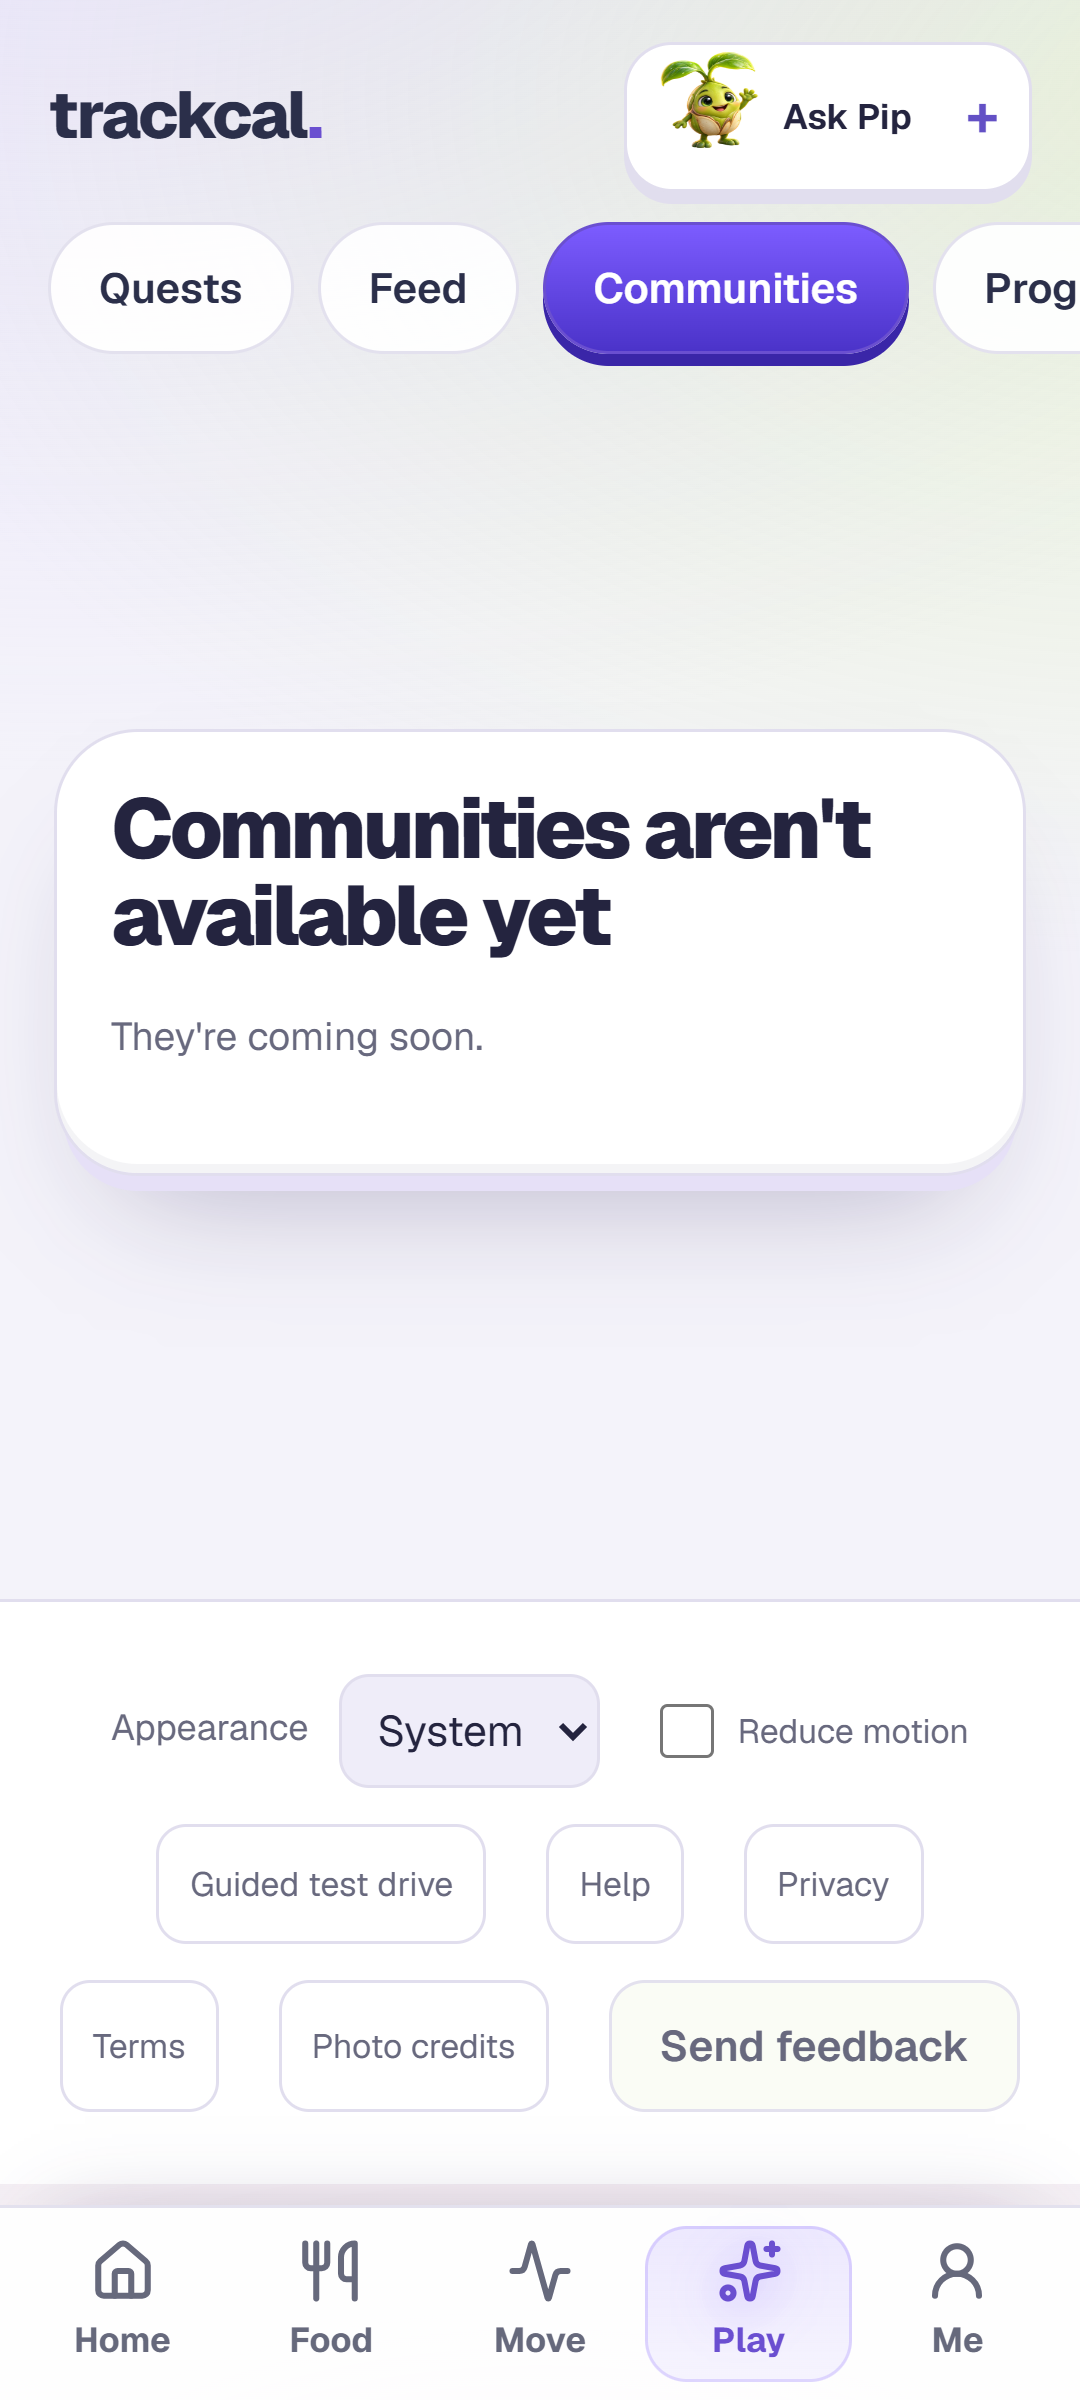 trackcal.
Ask Pip +
Quests
Feed
Communities
Prog
Communities aren't
available yet
They're coming soon.
Appearance
System
Reduce motion
Guided test drive
Help
Privacy
Terms
Photo credits
Send feedback
Home
Food
Move
Play
Me